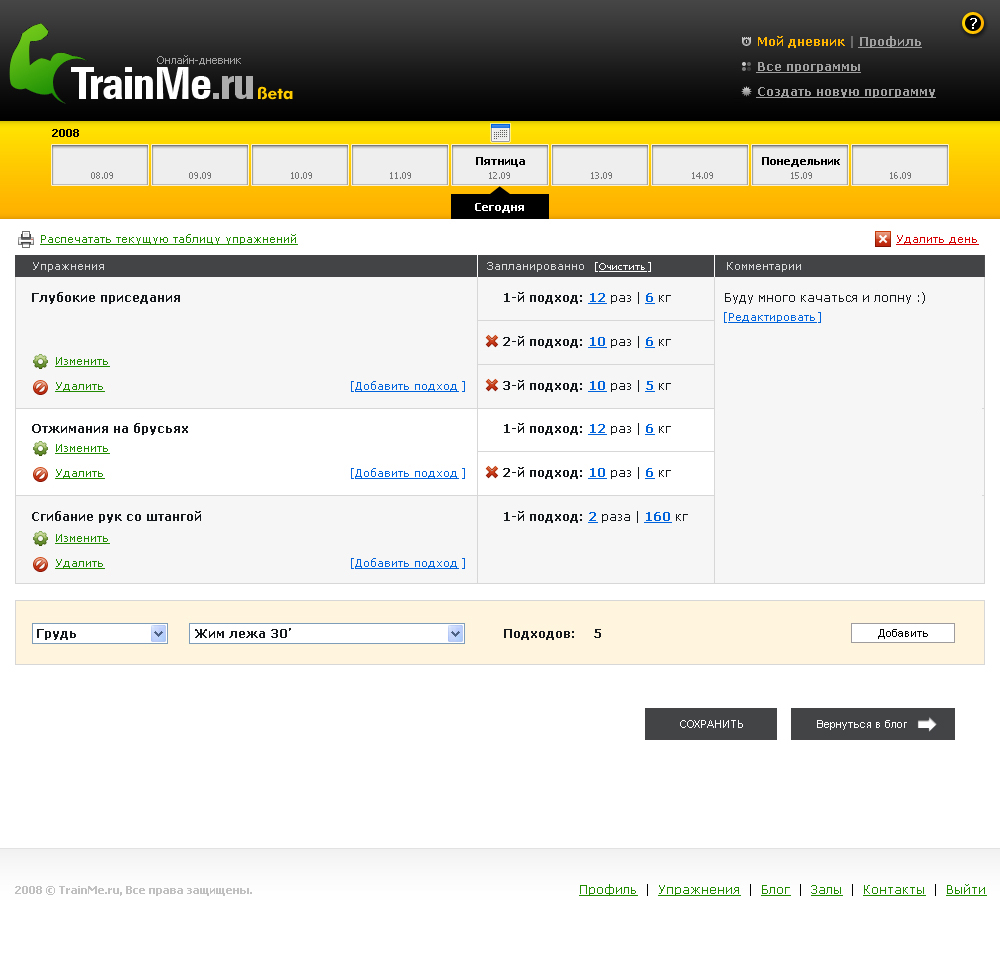 ?
Онлайн-дневник
TrainMe.ru βeta
Мой дневник | Профиль
Все программы
Создать новую программу
2008
Пятница Понедельник
08.09 09.09 10.09 11.09 12.09 13.09 14.09 15.09 16.09
Сегодня
Распечатать текущую таблицу упражнений Удалить день
Упражнения Запланированно [Очистить] Комментарии
Глубокие приседания 1-й подход: 12 раз | 6 кг Буду много качаться и лопну :)
[Редактировать]
2-й подход: 10 раз | 6 кг
Изменить
Удалить [Добавить подход] 3-й подход: 10 раз | 5 кг
Отжимания на брусьях 1-й подход: 12 раз | 6 кг
Изменить
Удалить [Добавить подход] 2-й подход: 10 раз | 6 кг
Сгибание рук со штангой 1-й подход: 2 раза | 160 кг
Изменить
Удалить [Добавить подход]
Грудь Жим лежа 30’ Подходов: 5 Добавить
СОХРАНИТЬ Вернуться в блог
2008 © TrainMe.ru, Все права защищены. Профиль | Упражнения | Блог | Залы | Контакты | Выйти